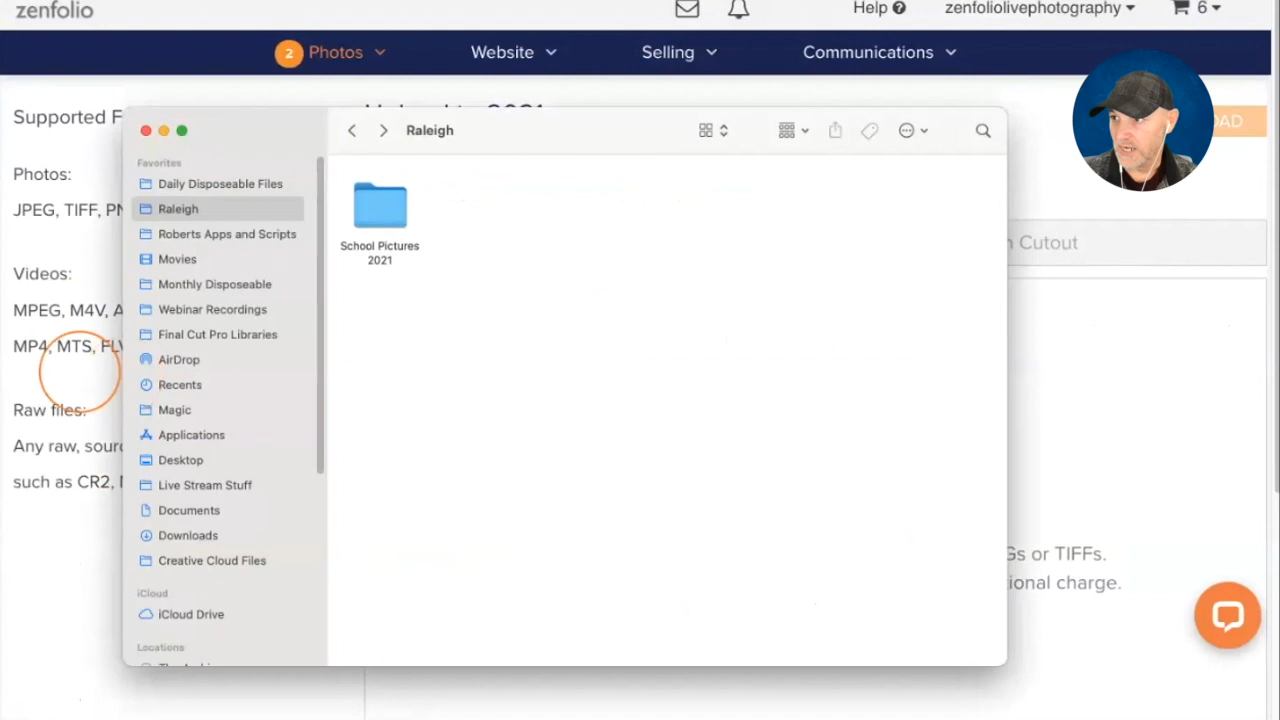 zenfolio
Help
zenfoliolivephotography
6
2 Photos
Website
Selling
Communications
Supported F
Photos:
JPEG, TIFF, PN
Videos:
MPEG, M4V, A
MP4, MTS, FLV
Raw files:
Any raw, sourc
such as CR2, N
Raleigh
Favorites
Daily Disposeable Files
Raleigh
Roberts Apps and Scripts
Movies
Monthly Disposeable
Webinar Recordings
Final Cut Pro Libraries
AirDrop
Recents
Magic
Applications
Desktop
Live Stream Stuff
Documents
Downloads
Creative Cloud Files
iCloud
iCloud Drive
Locations
School Pictures
2021
AD
n Cutout
Gs or TIFFs.
ional charge.